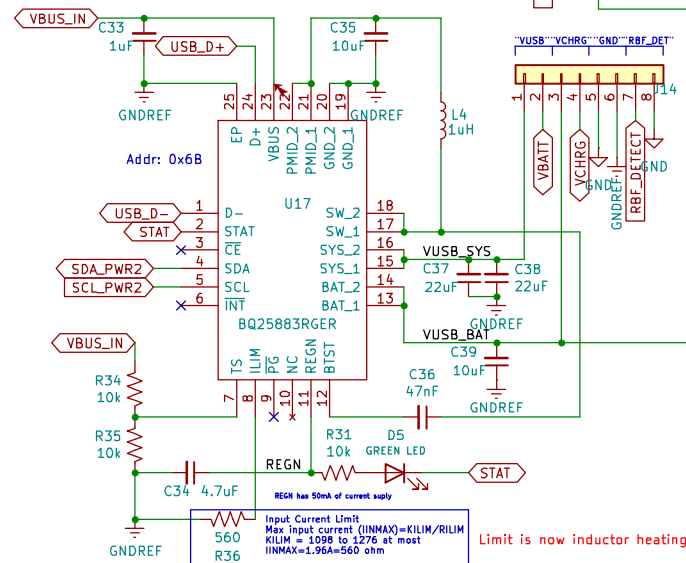 VBUS_IN
C33
1uF
USB_D+
GNDREF
C35
10uF
GNDREF
L4
1uH
"VUSB""VCHRG""GND""RBF_DET"
J14
1 2 3 4 5 6 7 8
VBATT
VCHRG
GND
GNDREF
RBF_DETECT
GND
25 24 23 22 21 20 19
EP D+ VBUS PMID_2 PMID_1 GND_2 GND_1
Addr: 0x6B
U17
USB_D-
1 D-
STAT
2 STAT
3 CE
SDA_PWR2
4 SDA
SCL_PWR2
5 SCL
6 INT
SW_2 18
SW_1 17
SYS_2 16
SYS_1 15
BAT_2 14
BAT_1 13
VUSB_SYS
C37
22uF
C38
22uF
GNDREF
BQ25883RGER
VUSB_BAT
C39
10uF
GNDREF
TS ILIM PG NC REGN BTST
7 8 9 10 11 12
VBUS_IN
R34
10k
R35
10k
C36
47nF
REGN
C34 4.7uF
R31
10k
D5
GREEN LED
STAT
REGN has 50mA of current suply
GNDREF
560
R36
Input Current Limit
Max input current (IINMAX)=KILIM/RILIM
KILIM = 1098 to 1276 at most
IINMAX=1.96A=560 ohm
Limit is now inductor heating